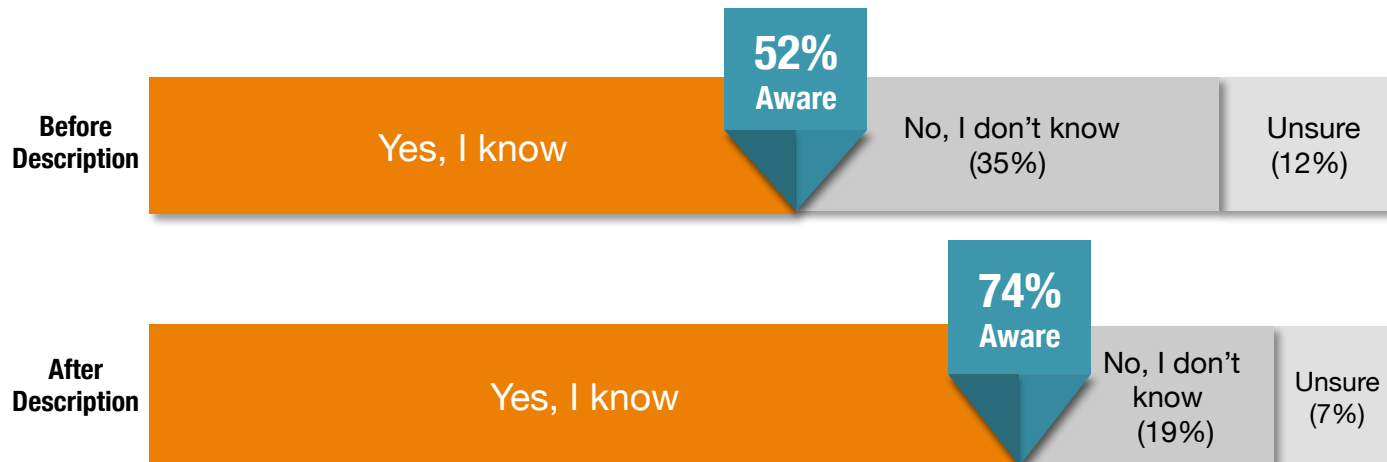 52%
Aware
Before
Description
Yes, I know
No, I don’t know
(35%)
Unsure
(12%)
74%
Aware
After
Description
Yes, I know
No, I don’t
know
(19%)
Unsure
(7%)